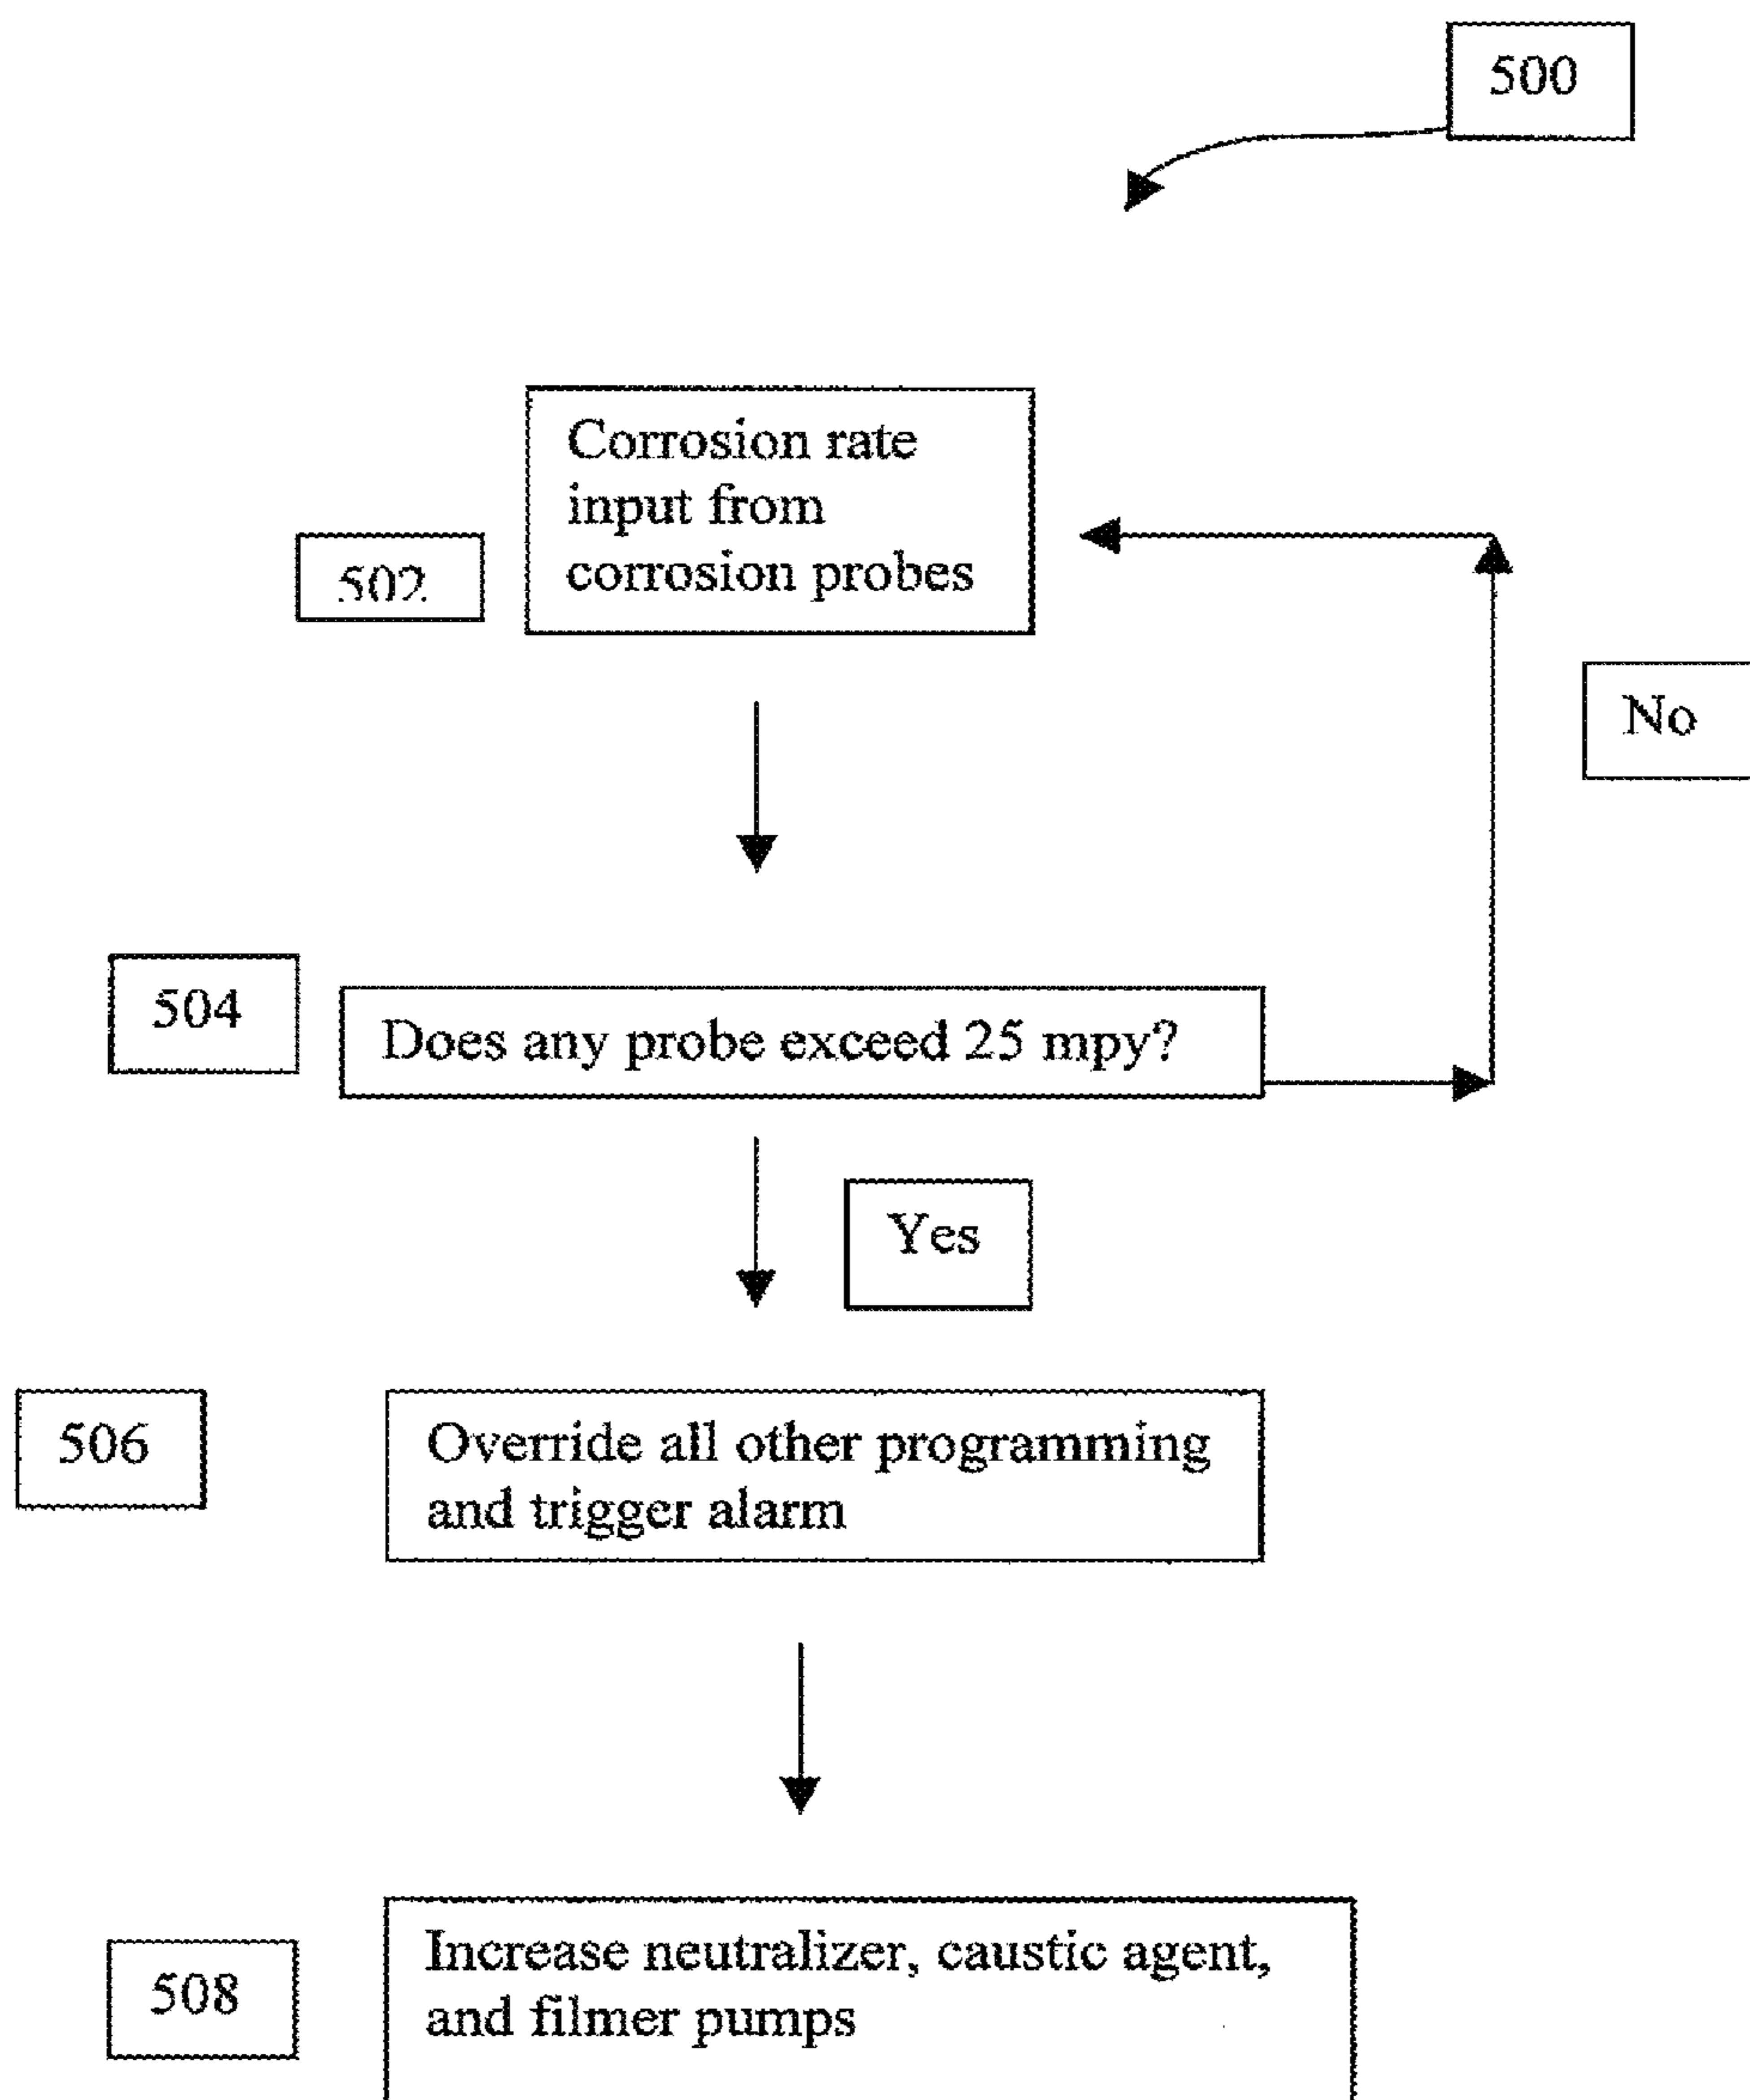 500
Corrosion rate
input from
corrosion probes
502
No
504
Does any probe exceed 25 mpy?
Yes
506
Override all other programming
and trigger alarm
508
Increase neutralizer, caustic agent,
and filmer pumps